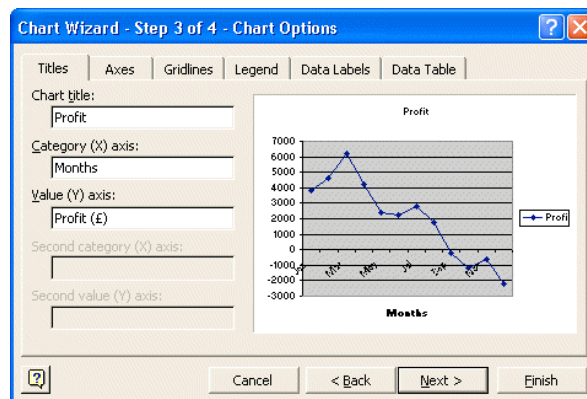 Chart Wizard - Step 3 of 4 - Chart Options
Titles
Axes
Gridlines
Legend
Data Labels
Data Table
Chart title:
Profit
Category (X) axis:
Months
Value (Y) axis:
Profit (£)
Second category (X) axis:
Second value (Y) axis:
Profit
7000
6000
5000
4000
3000
2000
1000
0
-1000
-2000
-3000
Mar
May
Jul
Sep
Months
Profi
Cancel
< Back
Next >
Finish